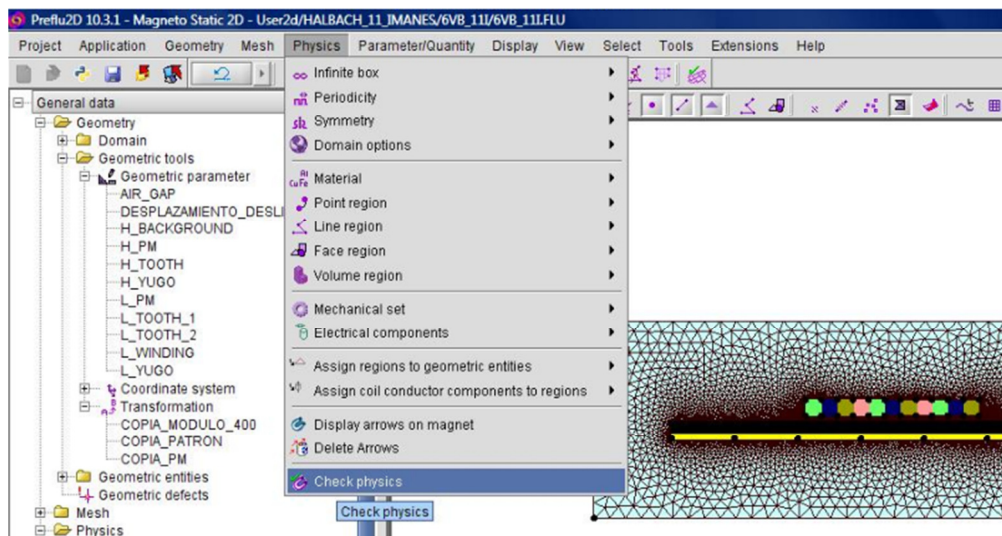 Preflu2D 10.3.1 - Magneto Static 2D - User2d/HALBACH_11_IMANES/6VB_11I/6VB_11I.FLU
Project Application Geometry Mesh Physics Parameter/Quantity Display View Select Tools Extensions Help
General data
Geometry
Domain
Geometric tools
Geometric parameter
AIR_GAP
DESPLAZAMIENTO_DESLI
H_BACKGROUND
H_PM
H_TOOTH
H_YUGO
L_PM
L_TOOTH_1
L_TOOTH_2
L_WINDING
L_YUGO
Coordinate system
Transformation
COPIA_MODULO_400
COPIA_PATRON
COPIA_PM
Geometric entities
Geometric defects
Mesh
Physics
Infinite box
Periodicity
Symmetry
Domain options
Material
Point region
Line region
Face region
Volume region
Mechanical set
Electrical components
Assign regions to geometric entities
Assign coil conductor components to regions
Display arrows on magnet
Delete Arrows
Check physics
Check physics